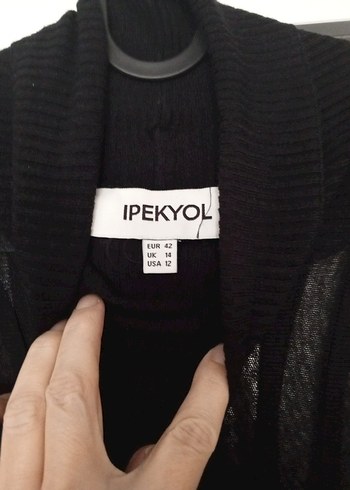 IPEKYOL
EUR 42
UK 14
USA 12